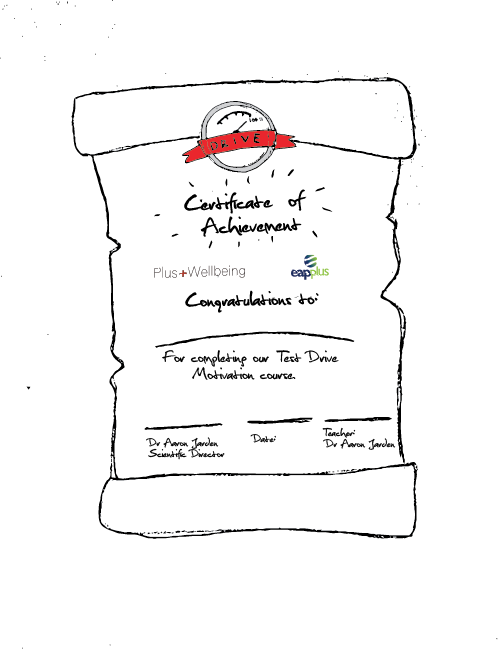 DRIVE
Certificate of
Achievement
Plus+Wellbeing
eapplus
Congratulations to:
For completing our Test Drive
Motivation course.
Dr Aaron Jarden
Scientific Director
Date:
Teacher:
Dr Aaron Jarden